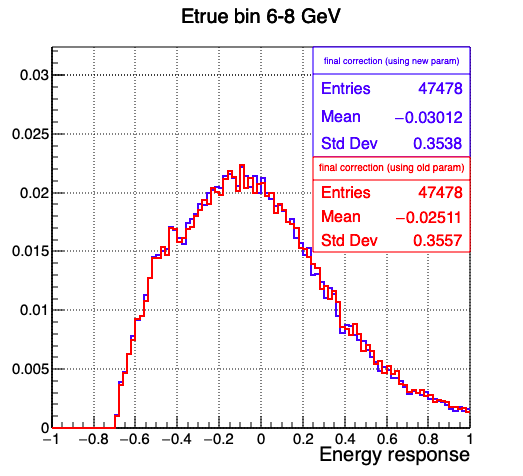 Etrue bin 6-8 GeV
final correction (using new param)
Entries 47478
Mean −0.03012
Std Dev 0.3538
final correction (using old param)
Entries 47478
Mean −0.02511
Std Dev 0.3557
0.03
0.025
0.02
0.015
0.01
0.005
0
−1 −0.8 −0.6 −0.4 −0.2 0 0.2 0.4 0.6 0.8 1
Energy response